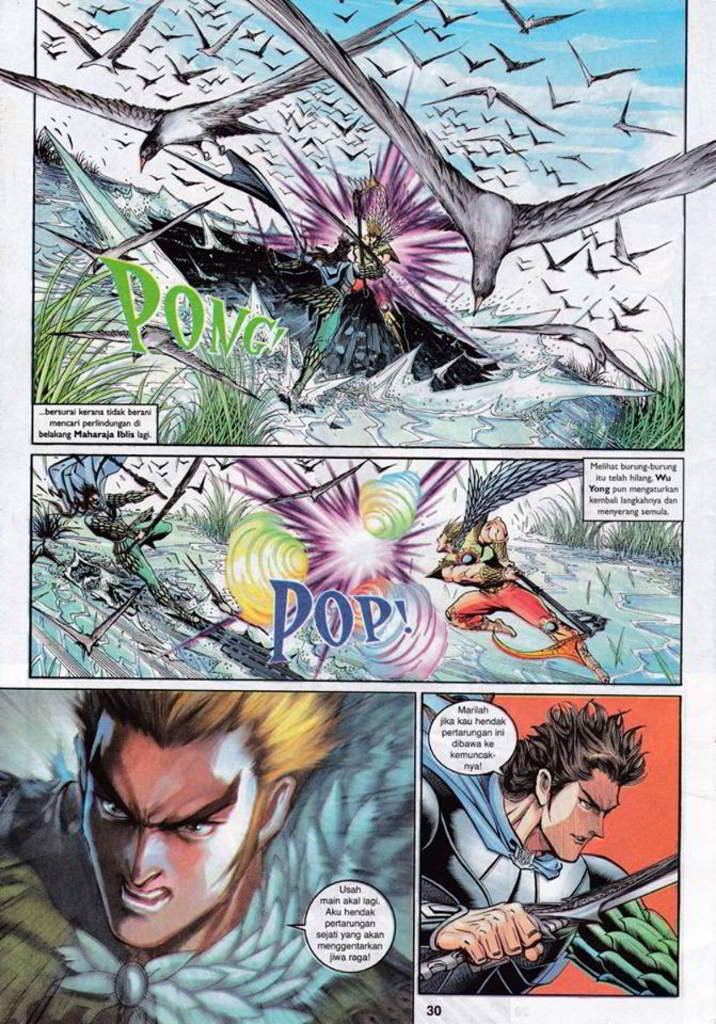 PONG!
...bersurai kerana tidak berani
mencari perlindungan di
belakang Maharaja Iblis lagi.
Melihat burung-burung
itu telah hilang, Wu
Yong pun mengaturkan
kembali langkahnya dan
menyerang semula.
POP!
Usah
main akal lagi.
Aku hendak
pertarungan
sejati yang akan
menggentarkan
jiwa raga!
Marilah
jika kau hendak
pertarungan ini
dibawa ke
kemuncak-
nya!
30